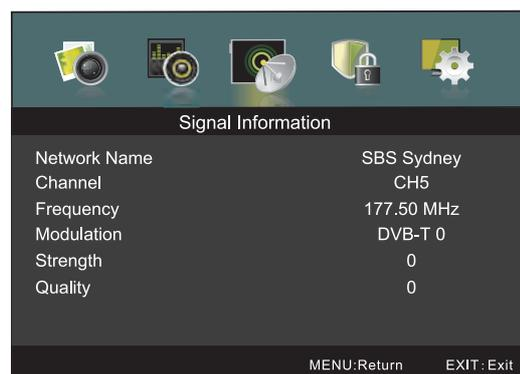 Signal Information
Network Name SBS Sydney
Channel CH5
Frequency 177.50 MHz
Modulation DVB-T 0
Strength 0
Quality 0
MENU:Return EXIT:Exit